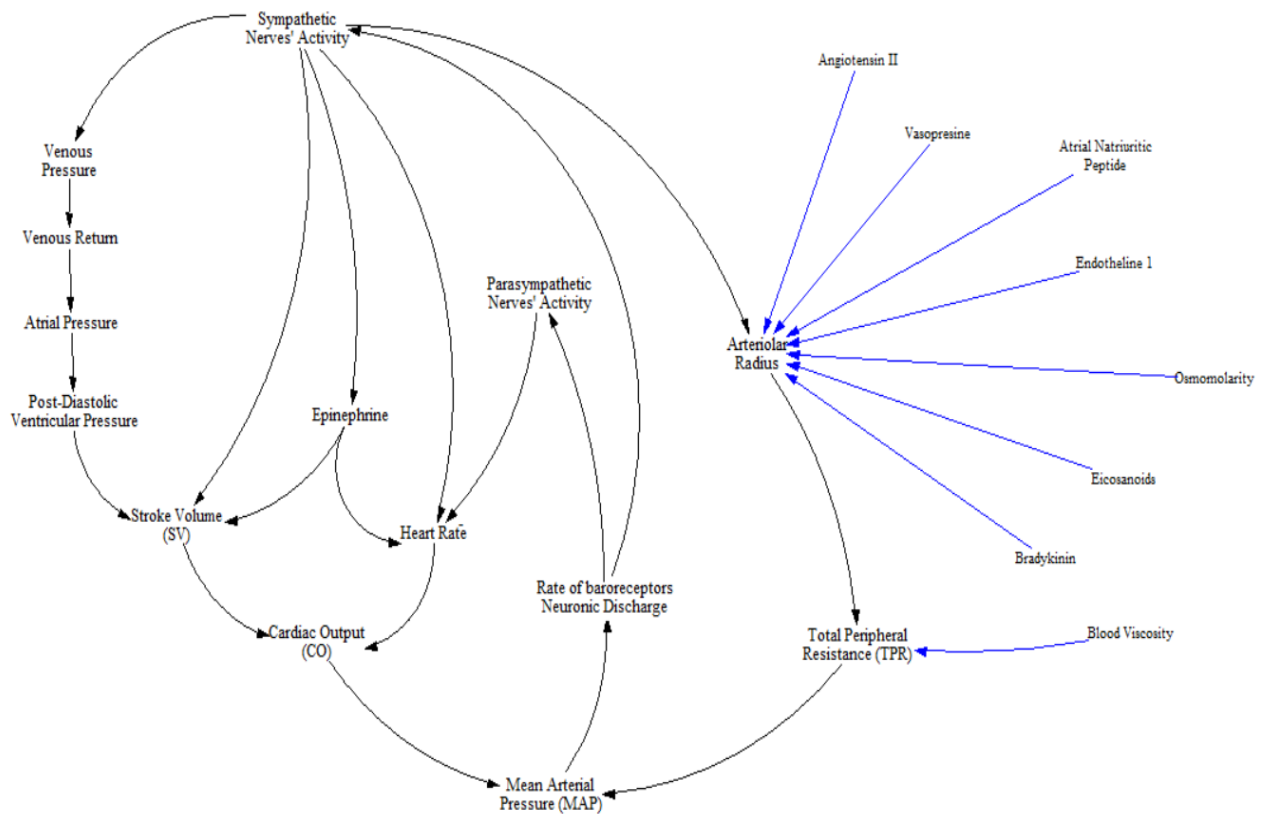 Sympathetic
Nerves' Activity
Angiotensin II
Vasopresine
Atrial Natriuritic
Peptide
Venous
Pressure
Venous Return
Endotheline 1
Parasympathetic
Nerves' Activity
Atrial Pressure
Arteriolar
Radius
Osmomolarity
Post-Diastolic
Ventricular Pressure
Epinephrine
Eicosanoids
Stroke Volume
(SV)
Heart Rate
Bradykinin
Rate of baroreceptors
Neuronic Discharge
Cardiac Output
(CO)
Total Peripheral
Resistance (TPR)
Blood Viscosity
Mean Arterial
Pressure (MAP)